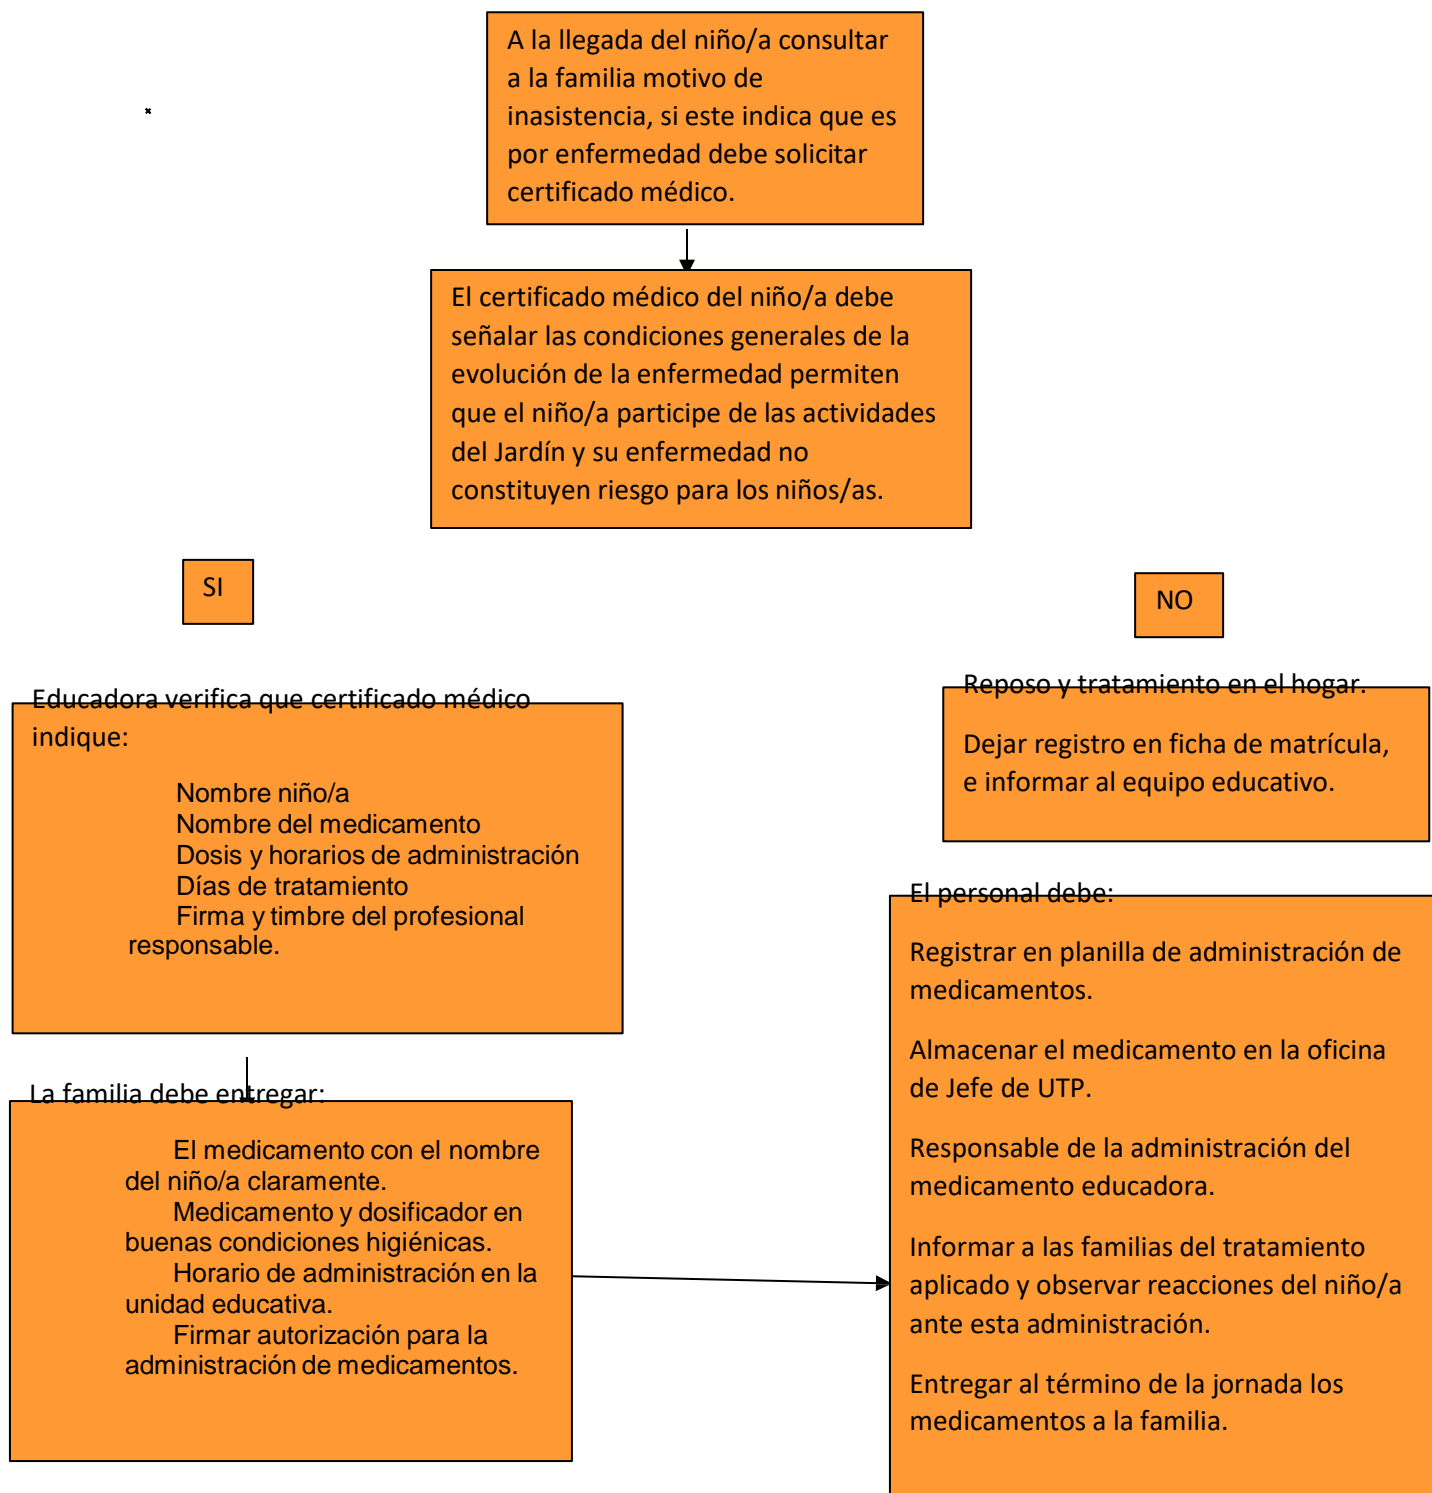 A la llegada del niño/a consultar
a la familia motivo de
inasistencia, si este indica que es
por enfermedad debe solicitar
certificado médico.
El certificado médico del niño/a debe
señalar las condiciones generales de la
evolución de la enfermedad permiten
que el niño/a participe de las actividades
del Jardín y su enfermedad no
constituyen riesgo para los niños/as.
SI
NO
Educadora verifica que certificado médico
indique:
Nombre niño/a
Nombre del medicamento
Dosis y horarios de administración
Días de tratamiento
Firma y timbre del profesional
responsable.
Reposo y tratamiento en el hogar.
Dejar registro en ficha de matrícula,
e informar al equipo educativo.
La familia debe entregar:
El medicamento con el nombre
del niño/a claramente.
Medicamento y dosificador en
buenas condiciones higiénicas.
Horario de administración en la
unidad educativa.
Firmar autorización para la
administración de medicamentos.
El personal debe:
Registrar en planilla de administración de
medicamentos.
Almacenar el medicamento en la oficina
de Jefe de UTP.
Responsable de la administración del
medicamento educadora.
Informar a las familias del tratamiento
aplicado y observar reacciones del niño/a
ante esta administración.
Entregar al término de la jornada los
medicamentos a la familia.